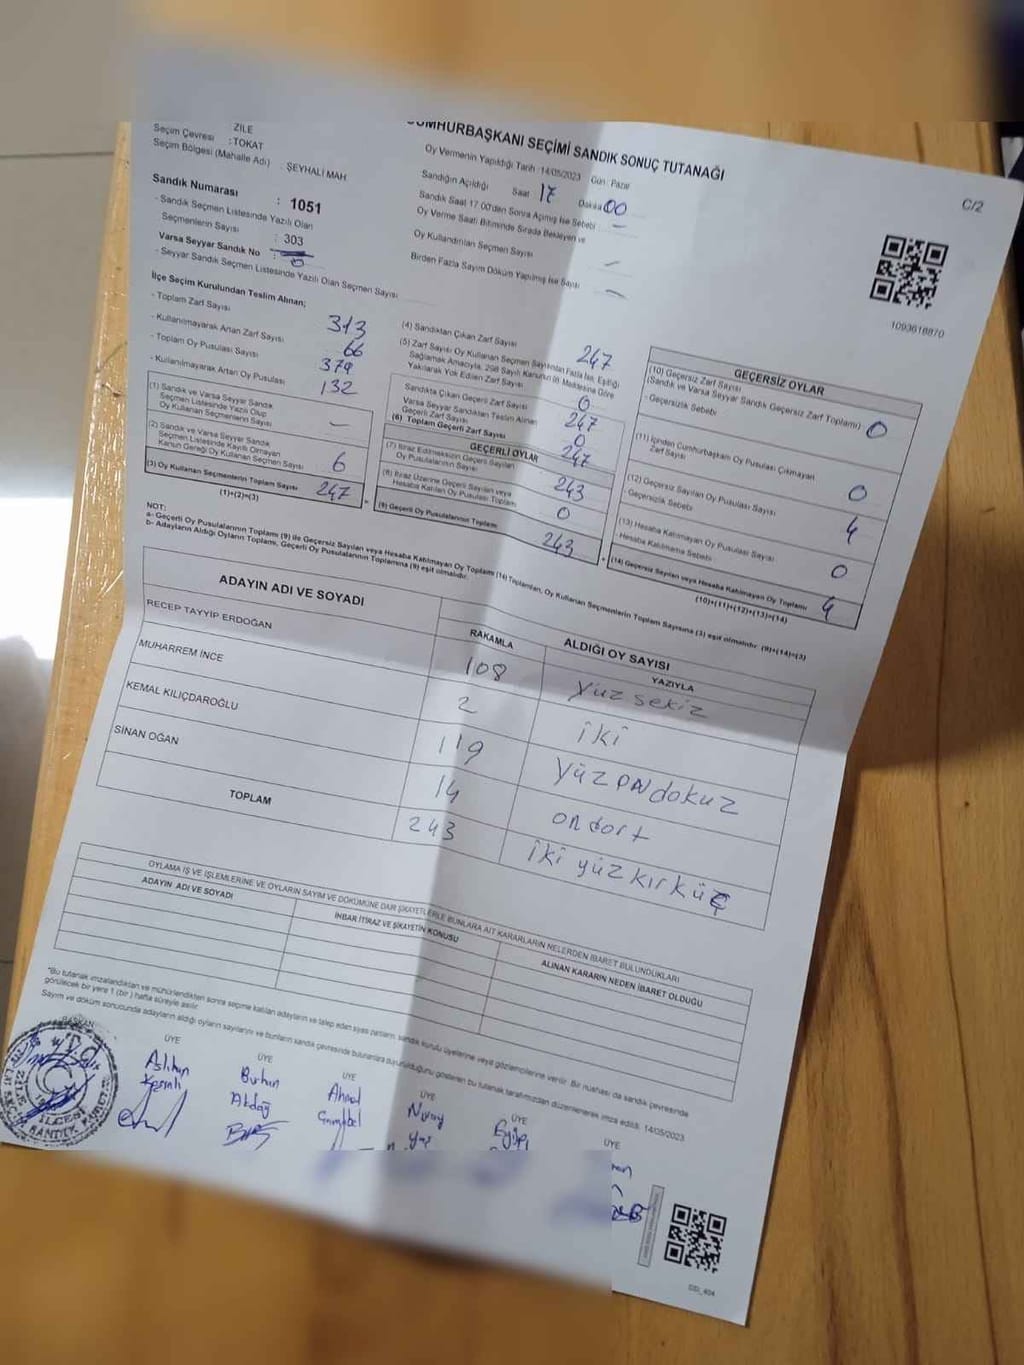 CUMHURBAŞKANI SEÇİMİ SANDIK SONUÇ TUTANAĞI
C/2
ZİLE
Seçim Çevresi : TOKAT
Seçim Bölgesi (Mahalle Adı) : ŞEYHALİ MAH
Sandık Numarası : 1051
- Sandık Seçmen Listesinde Yazılı Olan
Seçmenlerin Sayısı : 303
Varsa Seyyar Sandık No
- Seyyar Sandık Seçmen Listesinde Yazılı Olan Seçmen Sayısı 0
Oy Vermenin Yapıldığı Tarih :14/05/2023 Gün : Pazar
Sandığın Açıldığı Saat 17 Dakika 00
Sandık Saat 17.00'den Sonra Açılmış İse Sebebi
Oy Verme Saati Bitiminde Sırada Bekleyen ve
Oy Kullandırılan Seçmen Sayısı
Birden Fazla Sayım Döküm Yapılmış İse Sayısı
1093618870
İlçe Seçim Kurulundan Teslim Alınan;
- Toplam Zarf Sayısı 313
- Kullanılmayarak Artan Zarf Sayısı 66
- Toplam Oy Pusulası Sayısı 379
- Kullanılmayarak Artan Oy Pusulası 132
(1) Sandık ve Varsa Seyyar Sandık
Seçmen Listesinde Yazılı Olup
Oy Kullanan Seçmenlerin Sayısı
(2) Sandık ve Varsa Seyyar Sandık
Seçmen Listesinde Kayıtlı Olmayan
Kanun Gereği Oy Kullanan Seçmen Sayısı 6
(3) Oy Kullanan Seçmenlerin Toplam Sayısı 247
(1)+(2)=(3)
(4) Sandıktan Çıkan Zarf Sayısı 247
(5) Zarf Sayısı Oy Kullanan Seçmen Sayısından Fazla İse, Eşitliği
Sağlamak Amacıyla, 298 Sayılı Kanunun 98 Maddesine Göre
Yakılarak Yok Edilen Zarf Sayısı 0
Sandıkta Çıkan Geçerli Zarf Sayısı 247
Varsa Seyyar Sandıktan Teslim Alınan
Geçerli Zarf Sayısı 0
(6) Toplam Geçerli Zarf Sayısı 247
GEÇERLİ OYLAR
(7) İtiraz Edilmeksizin Geçerli Sayılan
Oy Pusulalarının Sayısı 243
(8) İtiraz Üzerine Geçerli Sayılan veya
Hesaba Katılan Oy Pusulası Toplam 0
(9) Geçerli Oy Pusulalarının Toplamı 243
GEÇERSİZ OYLAR
(10) Geçersiz Zarf Sayısı
(Sandık ve Varsa Seyyar Sandık Geçersiz Zarf Toplamı) 0
- Geçersizlik Sebebi
(11) İçinden Cumhurbaşkanı Oy Pusulası Çıkmayan
Zarf Sayısı 0
(12) Geçersiz Sayılan Oy Pusulası Sayısı 4
- Geçersizlik Sebebi
(13) Hesaba Katılmayan Oy Pusulası Sayısı 0
- Hesaba Katılmama Sebebi
(14) Geçersiz Sayılan veya Hesaba Katılmayan Oy Toplamı 4
(10)+(11)+(12)+(13)=(14)
NOT:
a- Geçerli Oy Pusulalarının Toplamı (9) ile Geçersiz Sayılan veya Hesaba Katılmayan Oy Toplamı (14) Toplamları, Oy Kullanan Seçmenlerin Toplam Sayısına (3) eşit olmalıdır. (9)+(14)=(3)
b- Adayların Aldığı Oyların Toplamı, Geçerli Oy Pusulalarının Toplamına (9) eşit olmalıdır.
ADAYIN ADI VE SOYADI
ALDIĞI OY SAYISI
RAKAMLA YAZIYLA
RECEP TAYYİP ERDOĞAN 108 yüz sekiz
MUHARREM İNCE 2 iki
KEMAL KILIÇDAROĞLU 119 yüz on dokuz
SİNAN OĞAN 14 on dört
TOPLAM 243 iki yüz kırk üç
OYLAMA İŞ VE İŞLEMLERİNE VE OYLARIN SAYIM VE DÖKÜMÜNE DAİR ŞİKAYETLERLE BUNLARA AİT KARARLARIN NELERDEN İBARET BULUNDUKLARI
ADAYIN ADI VE SOYADI
İHBAR İTİRAZ VE ŞİKAYETİN KONUSU
ALINAN KARARIN NEDEN İBARET OLDUĞU
*Bu tutanak imzalandıktan ve mühürlendikten sonra seçime katılan adayların ve talep eden siyasi partilerin, sandık kurulu üyelerine veya gözlemcilerine verilir. Bir nushası da sandık çevresinde
görülecek bir yere 1 (bir) hafta süreyle asılır.
Sayım ve döküm sonucunda adayların aldığı oyların sayılarını ve bunların sandık çevresinde bulunanlara duyurulduğunu gösteren bu tutanak tarafımızdan düzenlenerek imza edildi. 14/05/2023
BAŞKAN
ÜYE ÜYE ÜYE ÜYE ÜYE ÜYE
Burhan
Akdağ
ZİLE
İLÇESİ